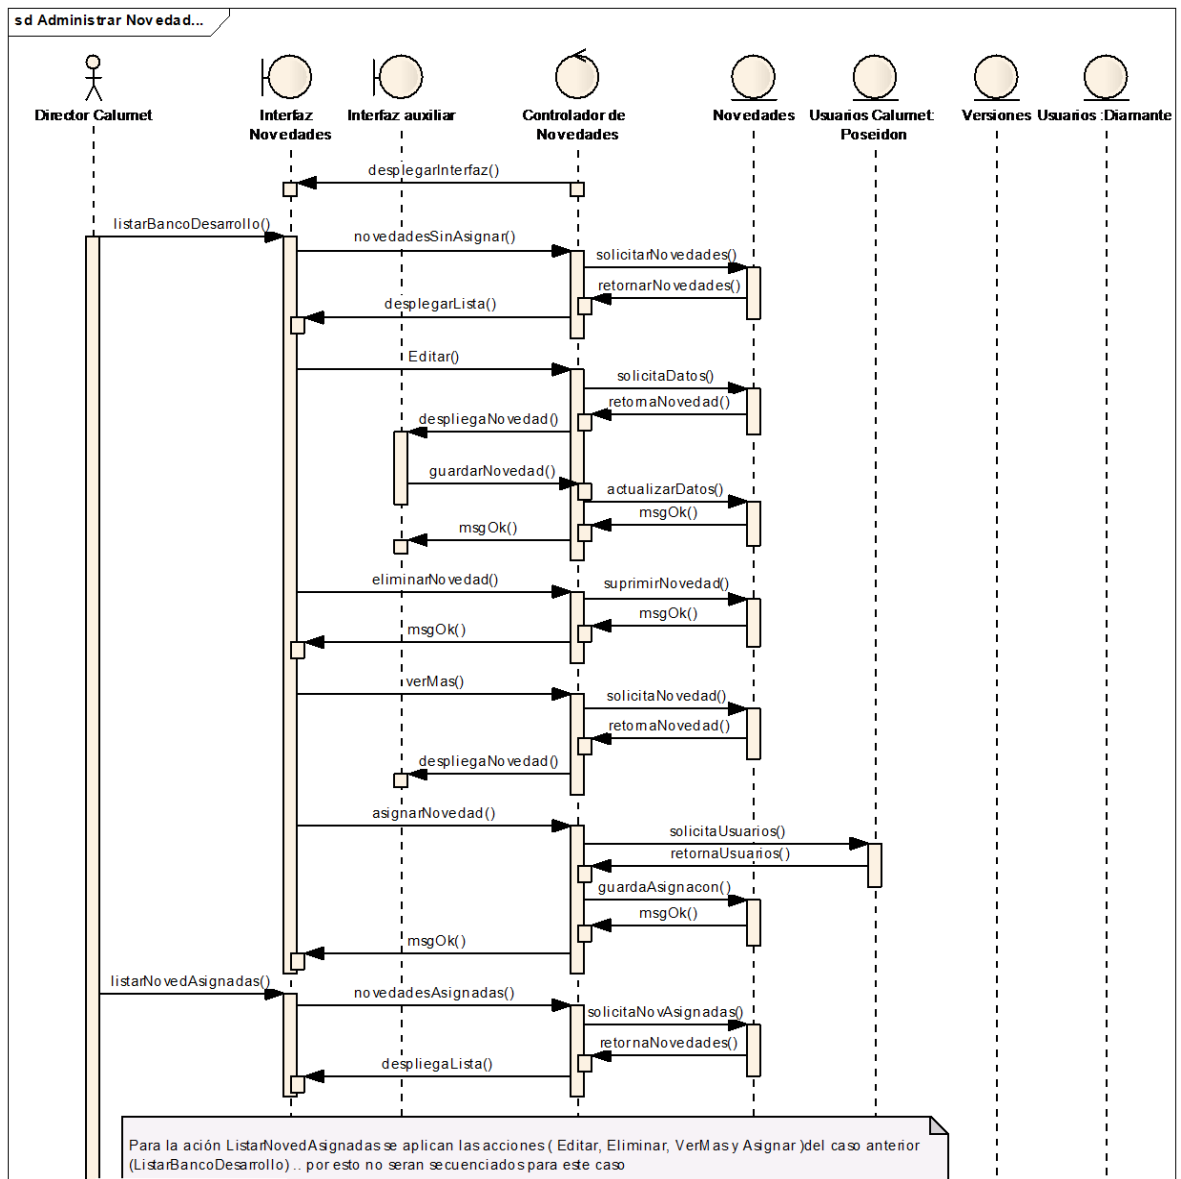 sd Administrar Novedad...
Director Calumet
Interfaz
Novedades
Interfaz auxiliar
Controlador de
Novedades
Novedades
Usuarios Calumet:
Poseidon
Versiones
Usuarios :Diamante
desplegarInterfaz()
listarBancoDesarrollo()
novedadesSinAsignar()
solicitarNovedades()
retornarNovedades()
desplegarLista()
Editar()
solicitaDatos()
retornaNovedad()
despliegaNovedad()
guardarNovedad()
actualizarDatos()
msgOk()
msgOk()
eliminarNovedad()
suprimirNovedad()
msgOk()
msgOk()
verMas()
solicitaNovedad()
retornaNovedad()
despliegaNovedad()
asignarNovedad()
solicitaUsuarios()
retornaUsuarios()
guardaAsignacon()
msgOk()
msgOk()
listarNovedAsignadas()
novedadesAsignadas()
solicitaNovAsignadas()
retornaNovedades()
despliegaLista()
Para la ación ListarNovedAsignadas se aplican las acciones ( Editar, Eliminar, VerMas y Asignar )del caso anterior
(ListarBancoDesarrollo) .. por esto no seran secuenciados para este caso